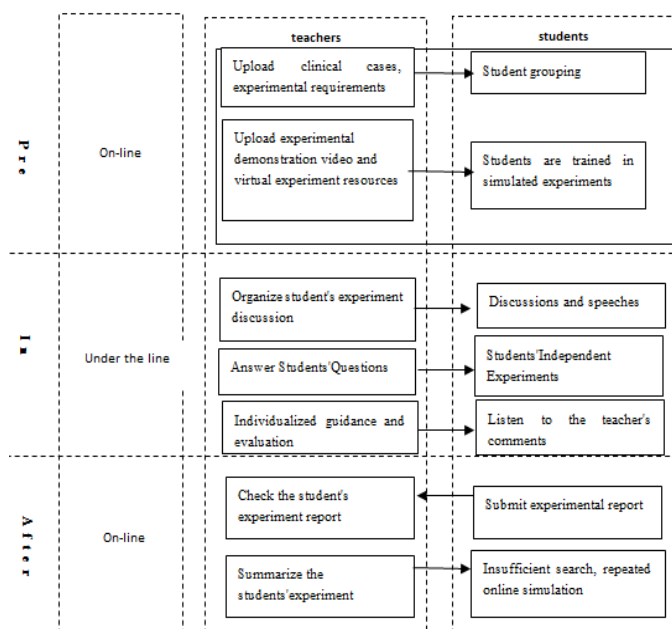 teachers
students
Upload clinical cases,
experimental requirements
Student grouping
Pre
On-line
Upload experimental
demonstration video and
virtual experiment resources
Students are trained in
simulated experiments
Organize student's experiment
discussion
Discussions and speeches
In
Under the line
Answer Students'Questions
Students'Independent
Experiments
Individualized guidance and
evaluation
Listen to the teacher's
comments
After
On-line
Check the student's
experiment report
Submit experimental report
Summarize the
students'experiment
Insufficient search, repeated
online simulation